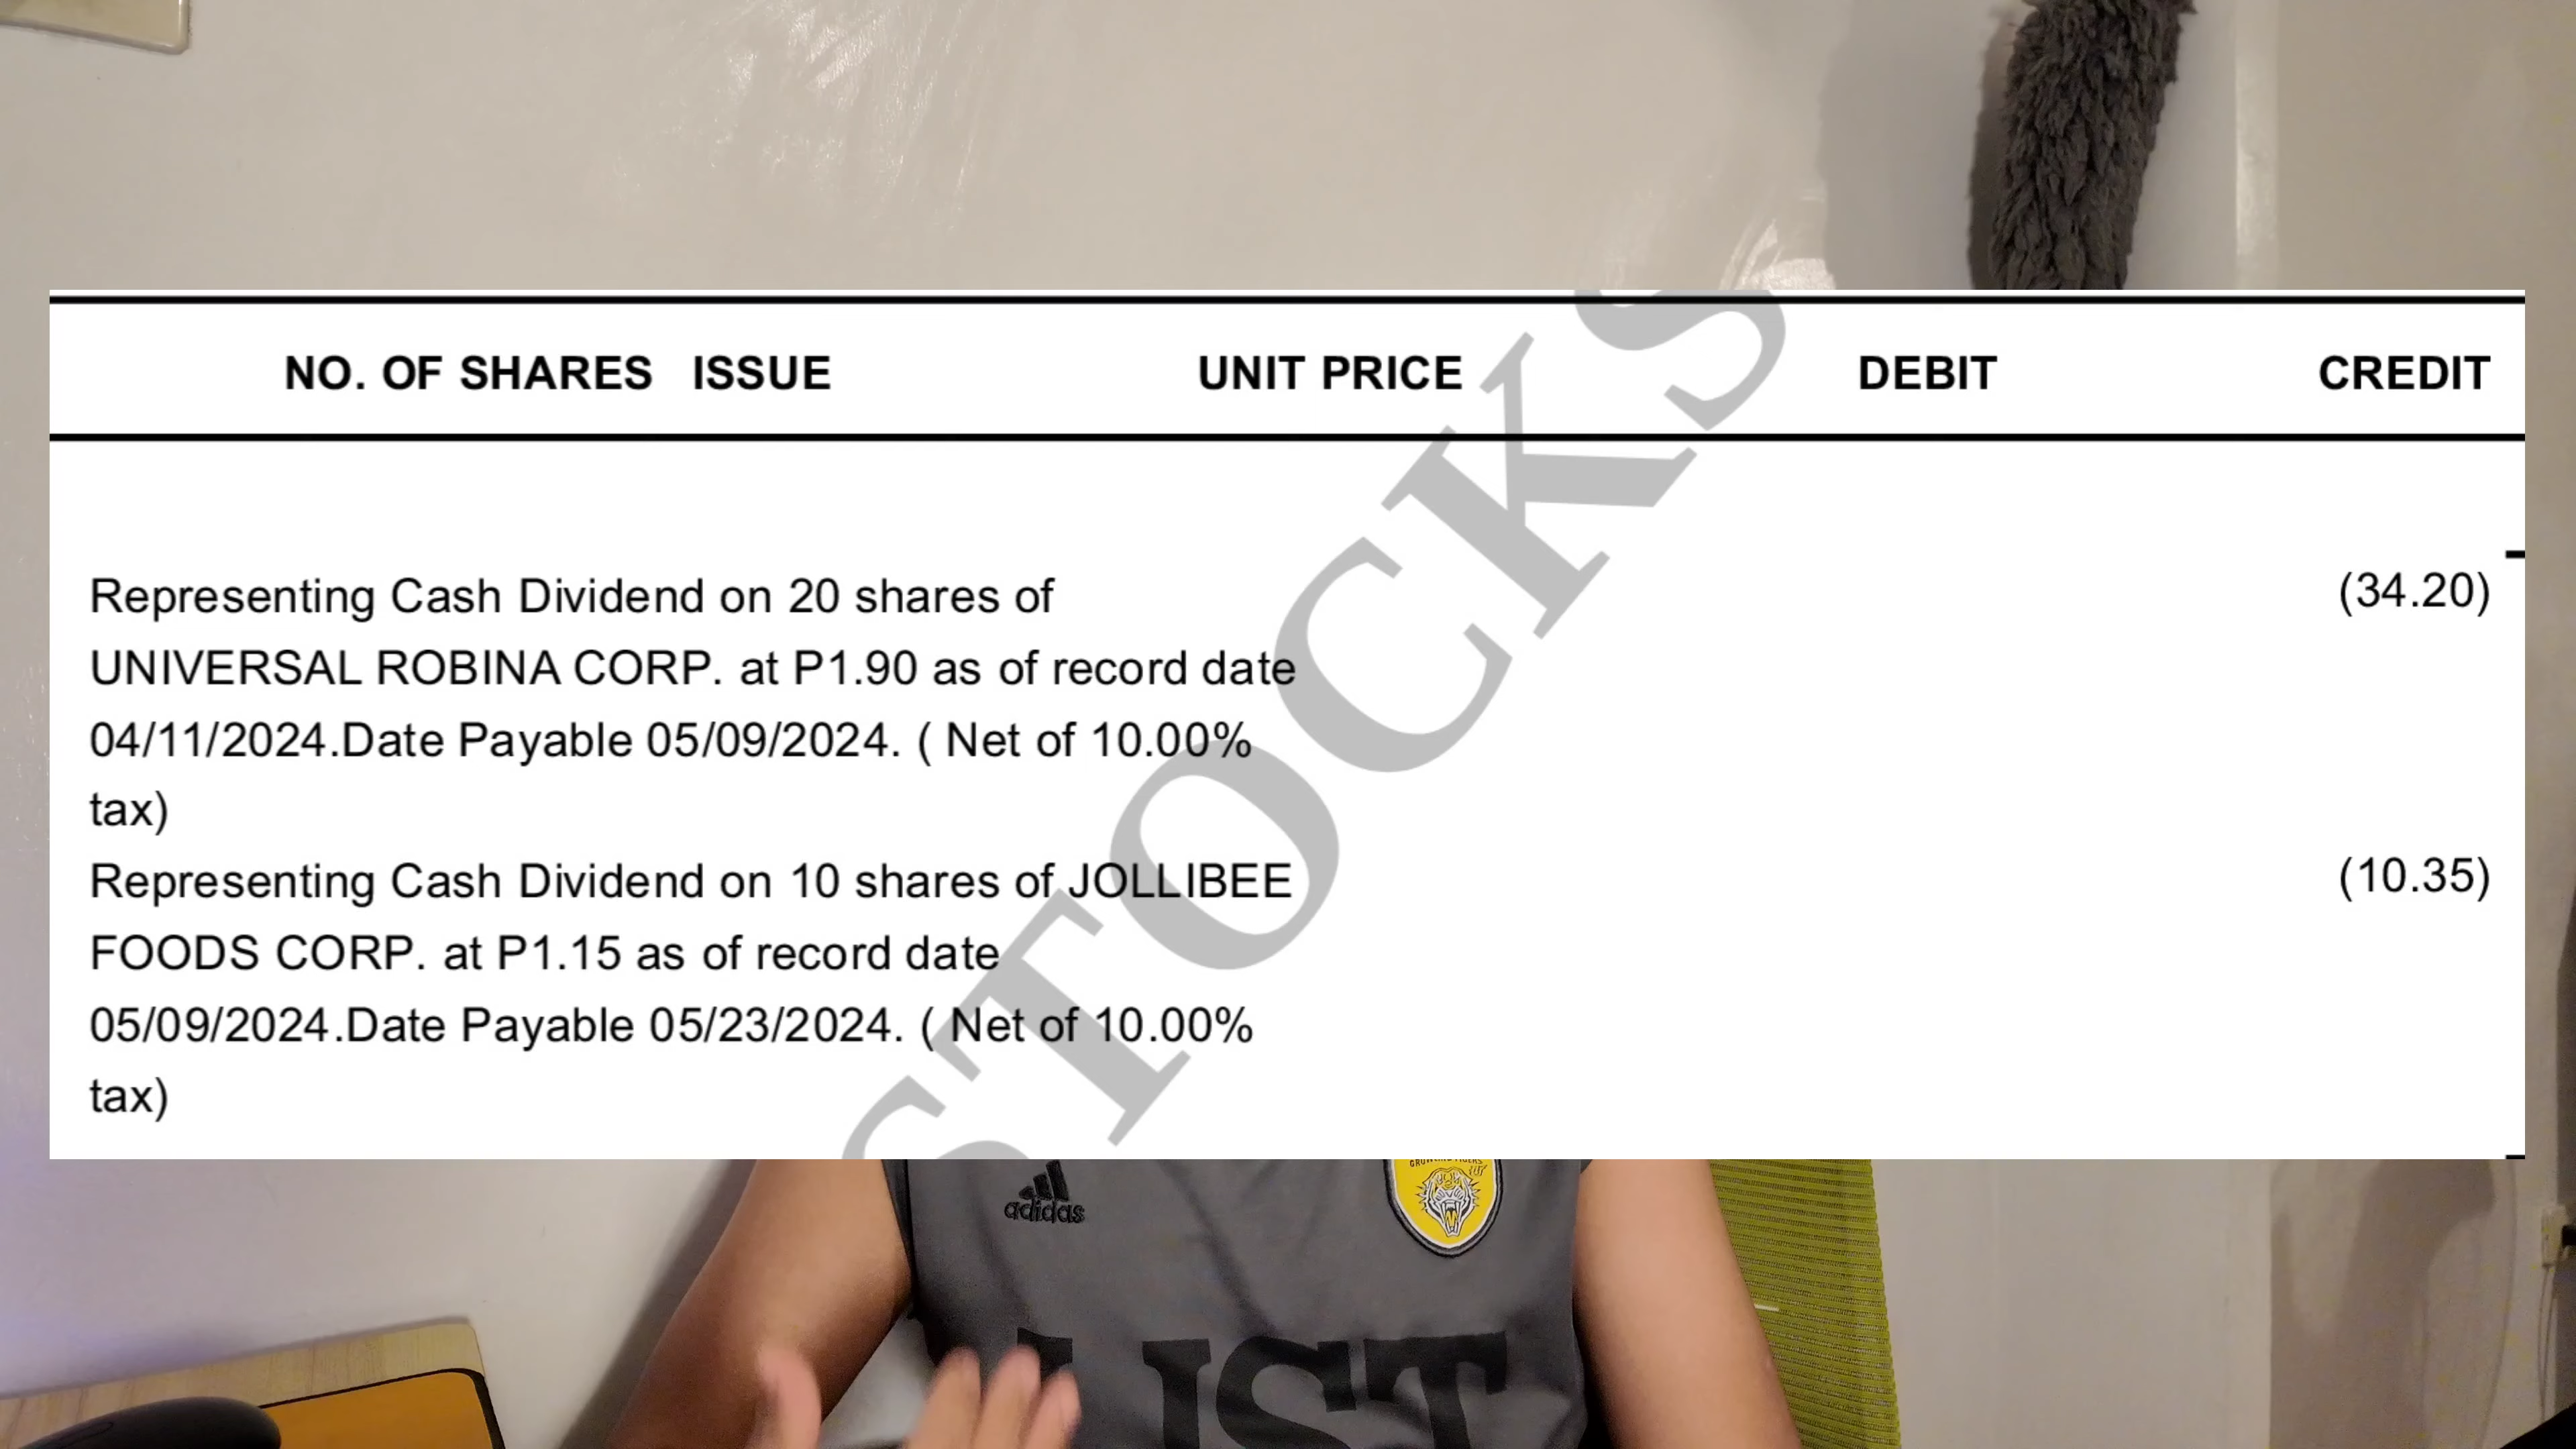 NO. OF SHARES ISSUE UNIT PRICE DEBIT CREDIT
Representing Cash Dividend on 20 shares of (34.20)
UNIVERSAL ROBINA CORP. at P1.90 as of record date
04/11/2024.Date Payable 05/09/2024. ( Net of 10.00%
tax)
Representing Cash Dividend on 10 shares of JOLLIBEE (10.35)
FOODS CORP. at P1.15 as of record date
05/09/2024.Date Payable 05/23/2024. ( Net of 10.00%
tax)
STOCKS
adidas
UST